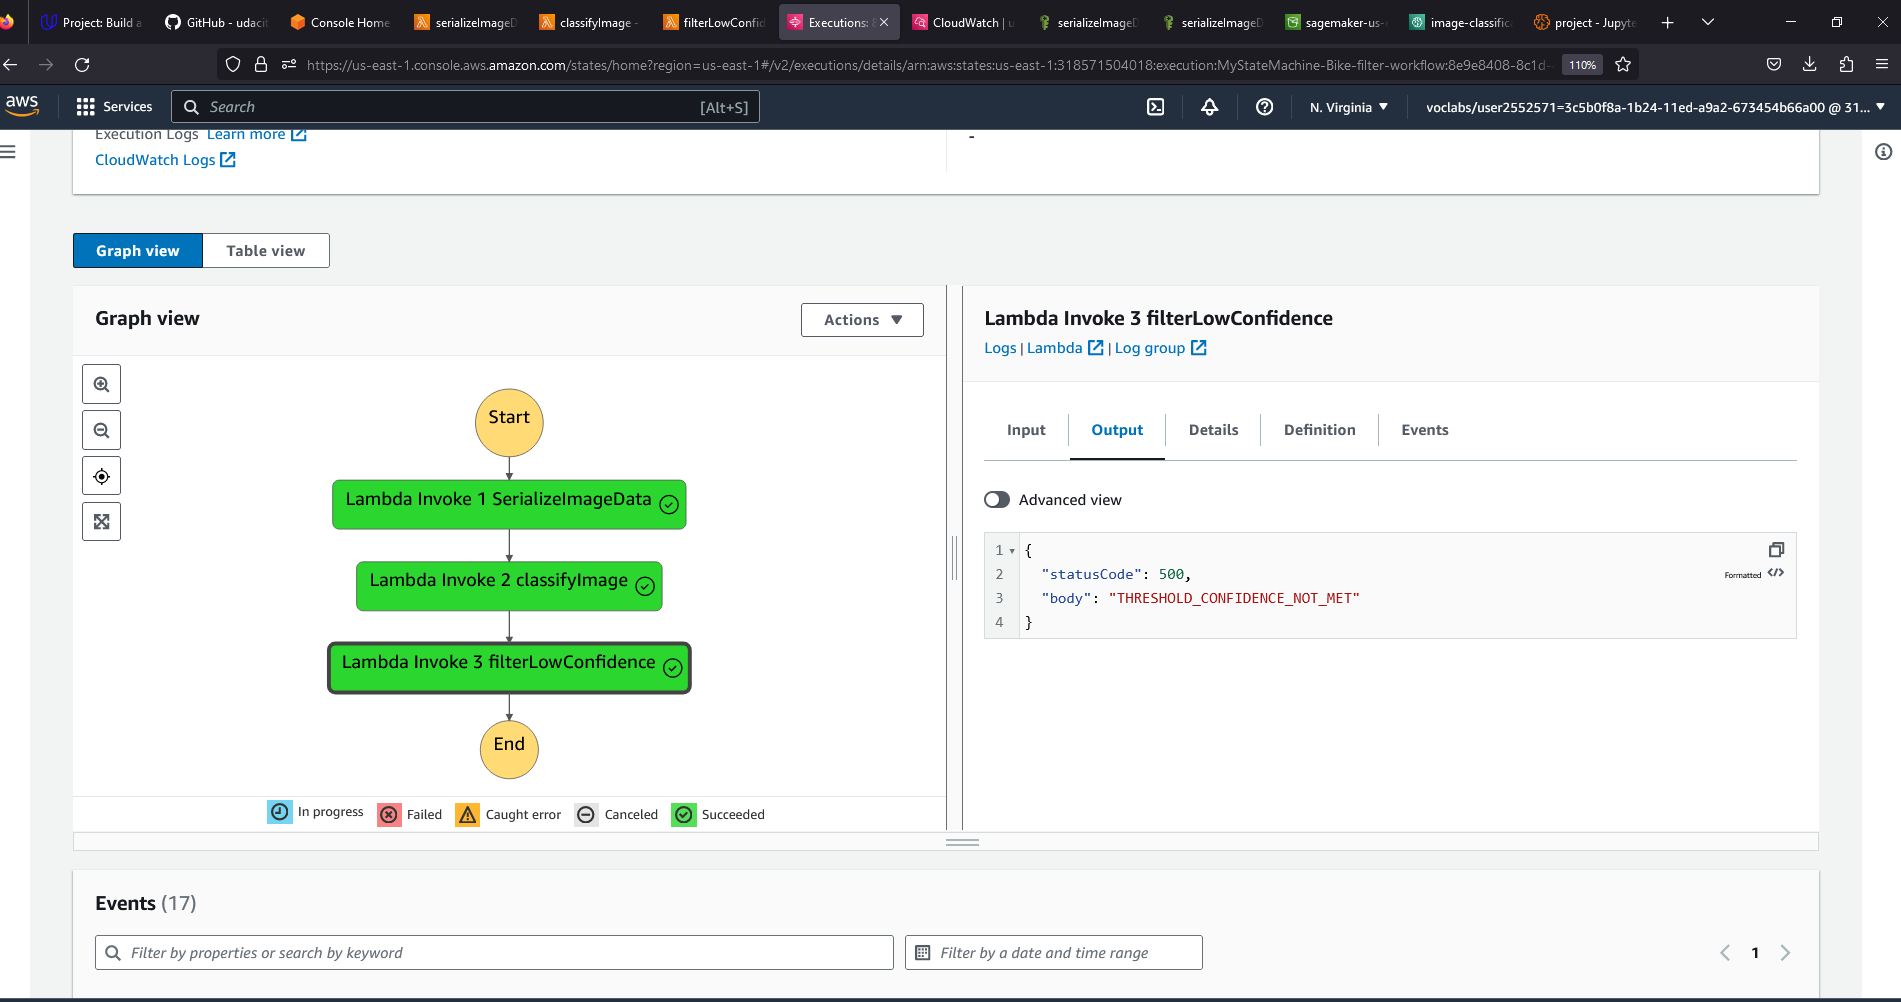 Project: Build a
GitHub - udacit
Console Home
serializeImageD
classifyImage -
filterLowConfid
Executions: 8
CloudWatch | u
serializeImageD
serializeImageD
sagemaker-us-
image-classific
project - Jupyte
https://us-east-1.console.aws.amazon.com/states/home?region=us-east-1#/v2/executions/details/arn:aws:states:us-east-1:318571504018:execution:MyStateMachine-Bike-filter-workflow:8e9e8408-8c1d-
110%
aws
Services
Search
[Alt+S]
N. Virginia
voclabs/user2552571=3c5b0f8a-1b24-11ed-a9a2-673454b66a00 @ 31...
Execution Logs Learn more
-
CloudWatch Logs
Graph view
Table view
Graph view
Actions
Start
Lambda Invoke 1 SerializeImageData
Lambda Invoke 2 classifyImage
Lambda Invoke 3 filterLowConfidence
End
In progress
Failed
Caught error
Canceled
Succeeded
Lambda Invoke 3 filterLowConfidence
Logs | Lambda | Log group
Input
Output
Details
Definition
Events
Advanced view
1 {
2 "statusCode": 500,
3 "body": "THRESHOLD_CONFIDENCE_NOT_MET"
4 }
Formatted
Events (17)
Filter by properties or search by keyword
Filter by a date and time range
1